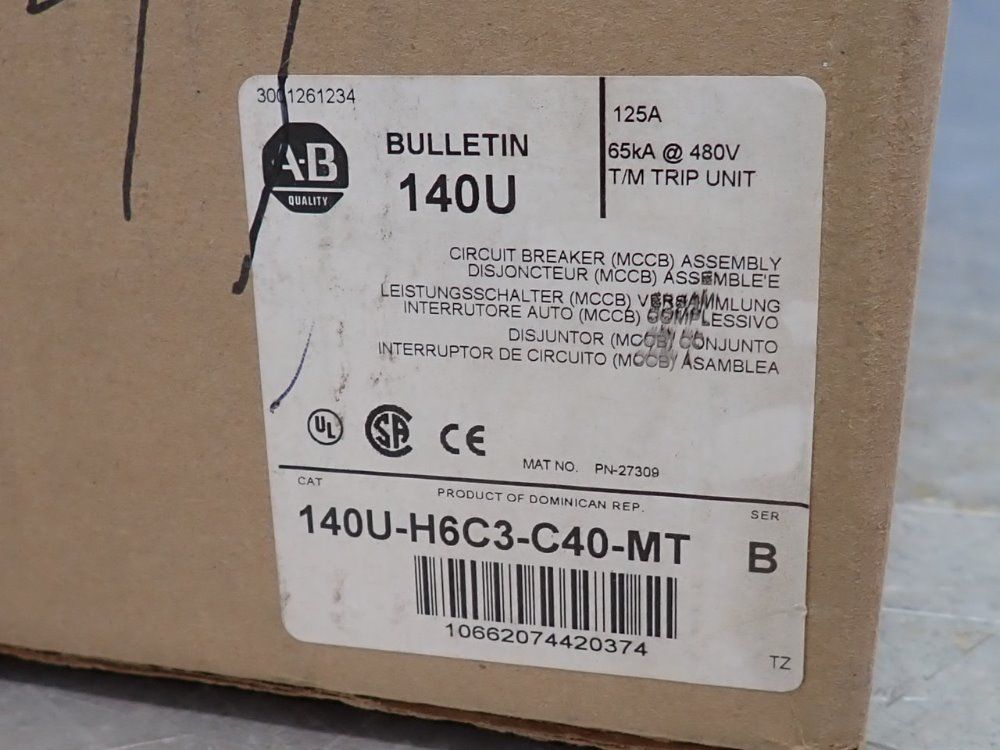 3001261234
A-B
QUALITY
BULLETIN
140U
125A
65kA @ 480V
T/M TRIP UNIT
CIRCUIT BREAKER (MCCB) ASSEMBLY
DISJONCTEUR (MCCB) ASSEMBLE'E
LEISTUNGSSCHALTER (MCCB) VERSAMMLUNG
INTERRUTORE AUTO (MCCB) COMPLESSIVO
DISJUNTOR (MCCB) CONJUNTO
INTERRUPTOR DE CIRCUITO (MCCB) ASAMBLEA
UL
SA
CE
MAT NO. PN-27309
CAT
PRODUCT OF DOMINICAN REP.
SER
140U-H6C3-C40-MT
B
10662074420374
TZ